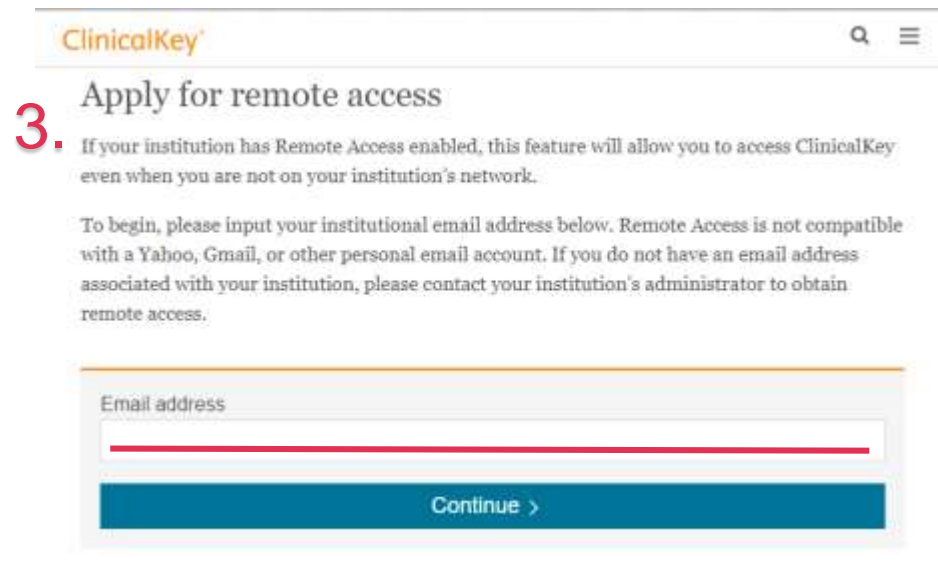 ClinicalKey®
3.
Apply for remote access
If your institution has Remote Access enabled, this feature will allow you to access ClinicalKey
even when you are not on your institution's network.
To begin, please input your institutional email address below. Remote Access is not compatible
with a Yahoo, Gmail, or other personal email account. If you do not have an email address
associated with your institution, please contact your institution's administrator to obtain
remote access.
Email address
Continue >